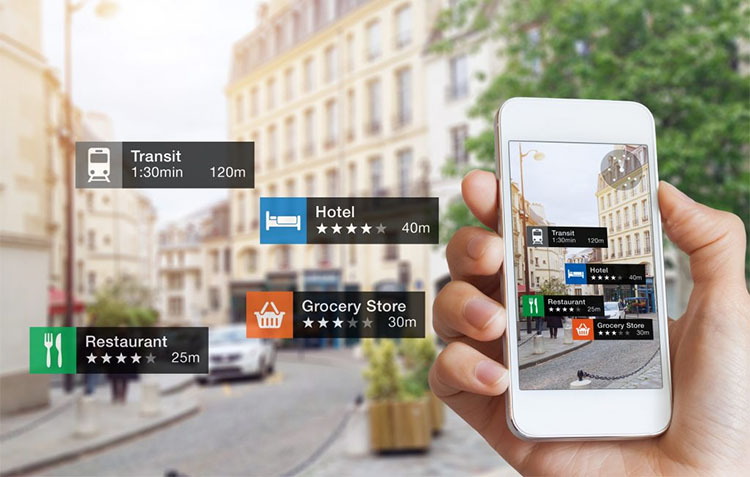 Transit
1:30min 120m
Hotel
40m
Grocery Store
30m
Restaurant
25m
Transit
1:30min 120m
Hotel
40m
Restaurant
25m
Grocery Store
30m